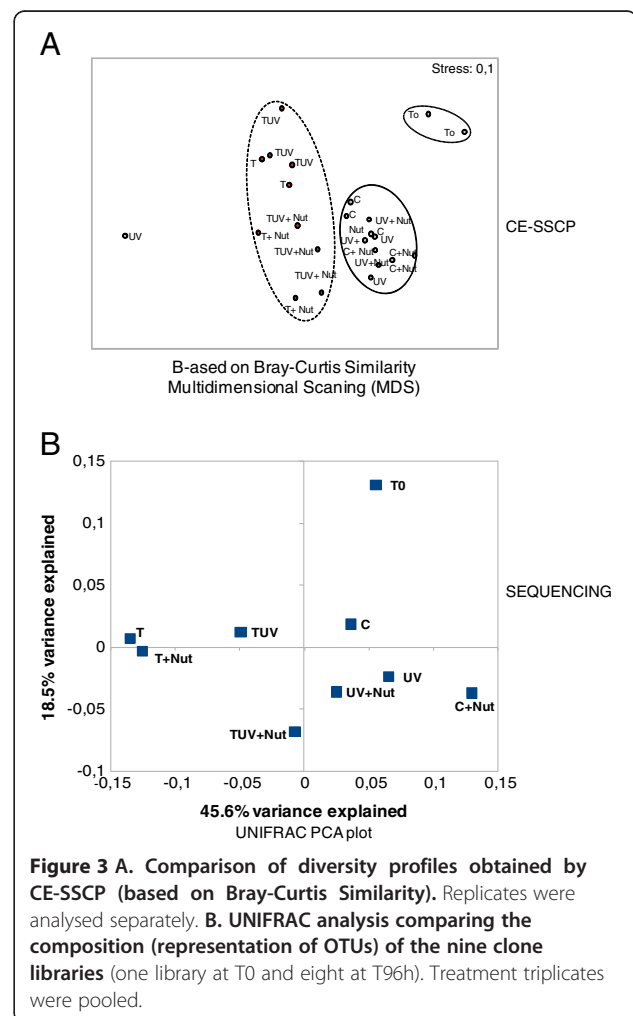 A
Stress: 0,1
To
To
TUV
TUV
T
TUV
T
TUV+ Nut
T+ Nut
TUV+Nut
TUV+ Nut
T+ Nut
UV
C
C
UV+ Nut
Nut
C
UV+
UV
C+ Nut
C+Nut
UV+Nut
C+Nut
UV
CE-SSCP
B-ased on Bray-Curtis Similarity
Multidimensional Scaning (MDS)
B
0,15
0,1
0,05
0
-0,05
-0,1
18.5% variance explained
T0
T
T+Nut
TUV
C
UV
UV+Nut
C+Nut
TUV+Nut
SEQUENCING
-0,15
-0,1
-0,05
0
0,05
0,1
0,15
45.6% variance explained
UNIFRAC PCA plot
Figure 3 A. Comparison of diversity profiles obtained by
CE-SSCP (based on Bray-Curtis Similarity). Replicates were
analysed separately. B. UNIFRAC analysis comparing the
composition (representation of OTUs) of the nine clone
libraries (one library at T0 and eight at T96h). Treatment triplicates
were pooled.